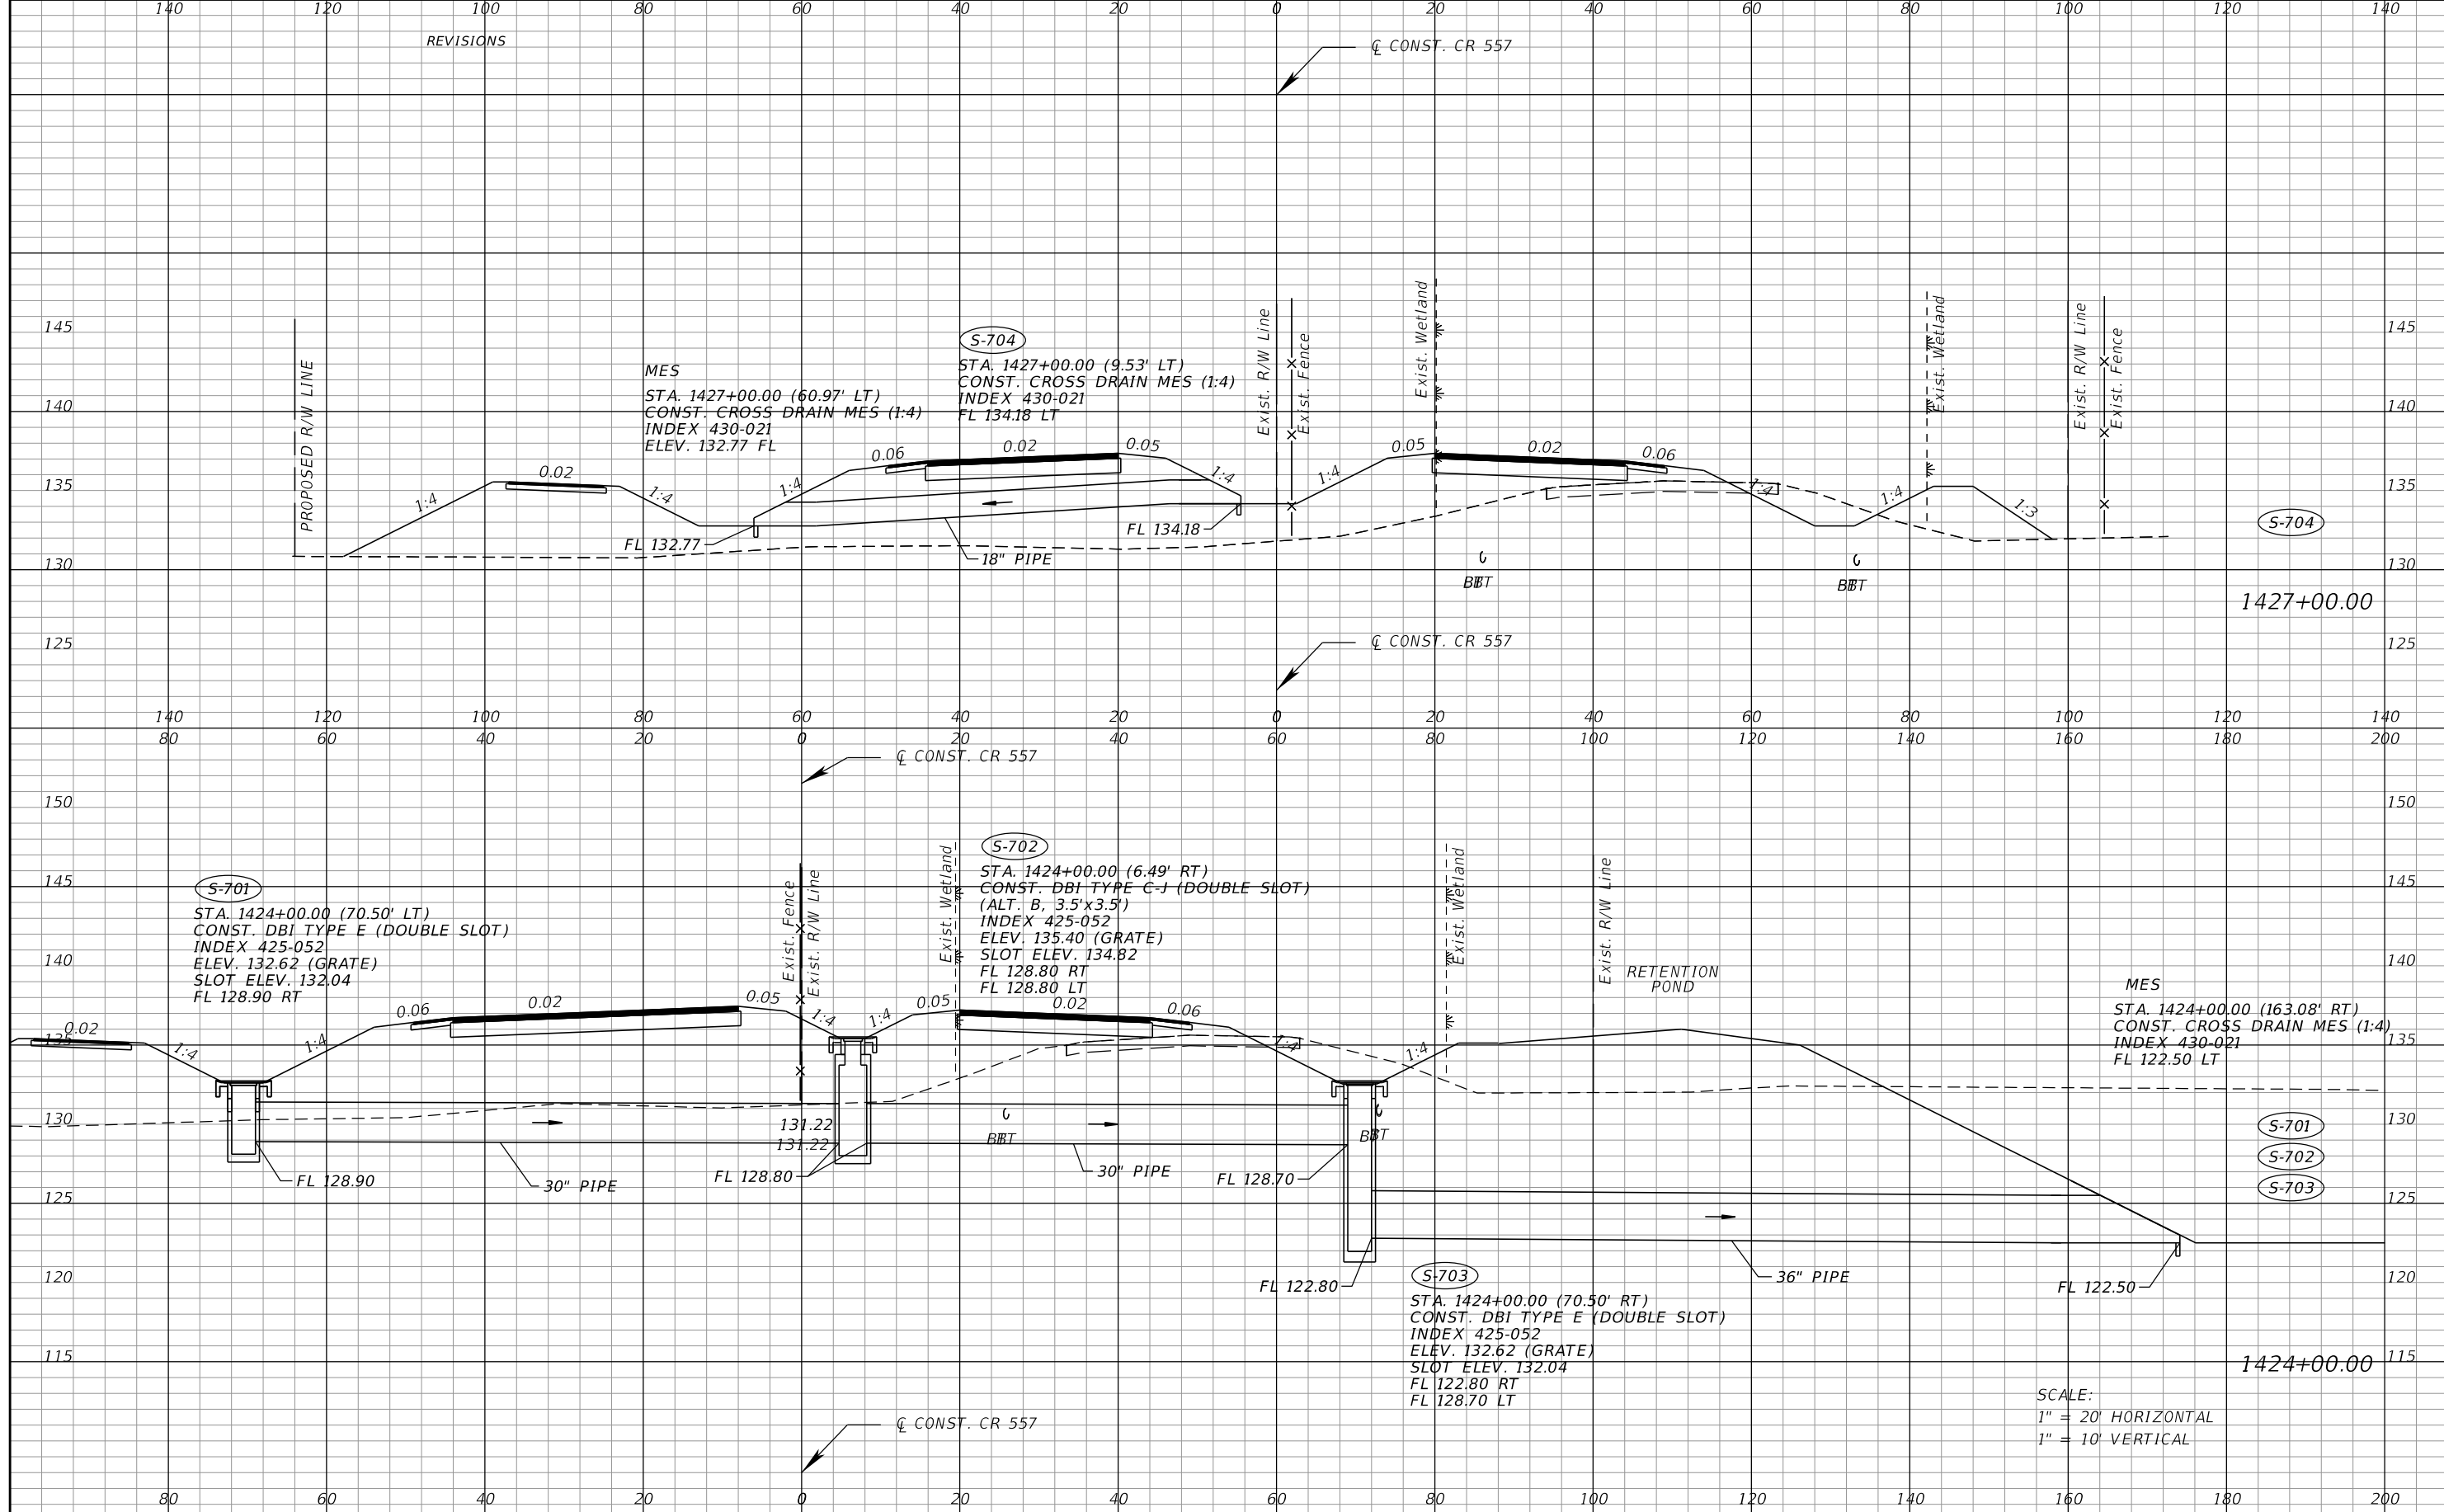 140 120 100 80 60 40 20 0 20 40 60 80 100 120 140
REVISIONS
℄ CONST. CR 557
145
140
135
130
125
PROPOSED R/W LINE
MES
STA. 1427+00.00 (60.97' LT)
CONST. CROSS DRAIN MES (1:4)
INDEX 430-021
ELEV. 132.77 FL
S-704
STA. 1427+00.00 (9.53' LT)
CONST. CROSS DRAIN MES (1:4)
INDEX 430-021
FL 134.18 LT
Exist. R/W Line
Exist. Fence
Exist. Wetland
Exist. Wetland
Exist. R/W Line
Exist. Fence
145
140
135
130
125
1:4
0.02
1:4
1:4
0.06
0.02
0.05
1:4
1:4
0.05
0.02
0.06
1:4
1:4
1:3
FL 132.77
18" PIPE
FL 134.18
BBT
BBT
S-704
1427+00.00
℄ CONST. CR 557
140 120 100 80 60 40 20 0 20 40 60 80 100 120 140
80 60 40 20 0 20 40 60 80 100 120 140 160 180 200
℄ CONST. CR 557
150
145
140
135
130
125
120
115
150
145
140
135
130
125
120
115
S-701
STA. 1424+00.00 (70.50' LT)
CONST. DBI TYPE E (DOUBLE SLOT)
INDEX 425-052
ELEV. 132.62 (GRATE)
SLOT ELEV. 132.04
FL 128.90 RT
Exist. Fence
Exist. R/W Line
Exist. Wetland
S-702
STA. 1424+00.00 (6.49' RT)
CONST. DBI TYPE C-J (DOUBLE SLOT)
(ALT. B, 3.5'x3.5')
INDEX 425-052
ELEV. 135.40 (GRATE)
SLOT ELEV. 134.82
FL 128.80 RT
FL 128.80 LT
Exist. Wetland
Exist. R/W Line
RETENTION
POND
MES
STA. 1424+00.00 (163.08' RT)
CONST. CROSS DRAIN MES (1:4)
INDEX 430-021
FL 122.50 LT
0.02
1:4
1:4
0.06
0.02
0.05
1:4
1:4
0.05
0.02
0.06
1:4
1:4
131.22
131.22
BBT
BBT
FL 128.90
30" PIPE
FL 128.80
30" PIPE
FL 128.70
S-701
S-702
S-703
FL 122.80
36" PIPE
FL 122.50
S-703
STA. 1424+00.00 (70.50' RT)
CONST. DBI TYPE E (DOUBLE SLOT)
INDEX 425-052
ELEV. 132.62 (GRATE)
SLOT ELEV. 132.04
FL 122.80 RT
FL 128.70 LT
1424+00.00
SCALE:
1" = 20' HORIZONTAL
1" = 10' VERTICAL
℄ CONST. CR 557
80 60 40 20 0 20 40 60 80 100 120 140 160 180 200